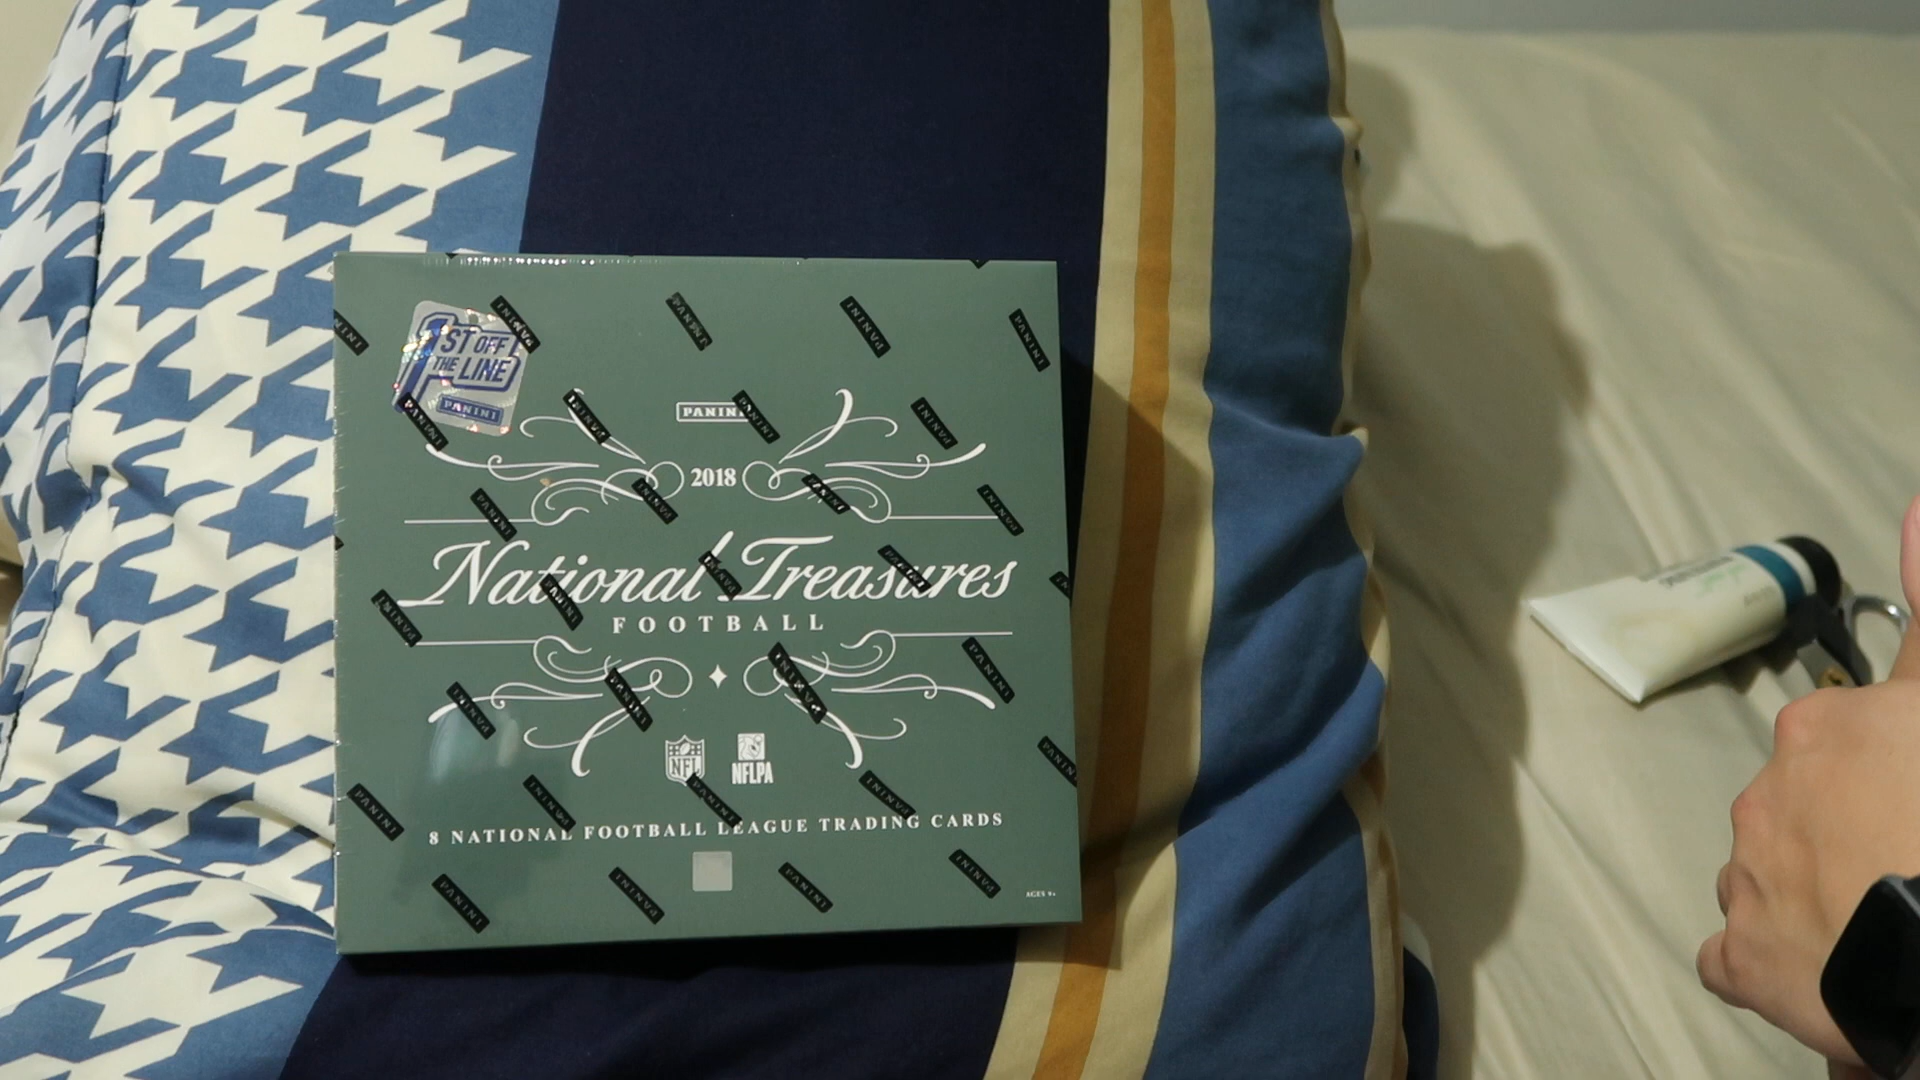 1ST OFF
THE LINE
PANINI
PANINI
2018
National Treasures
FOOTBALL
NFL
NFLPA
8 NATIONAL FOOTBALL LEAGUE TRADING CARDS
AGES 9+